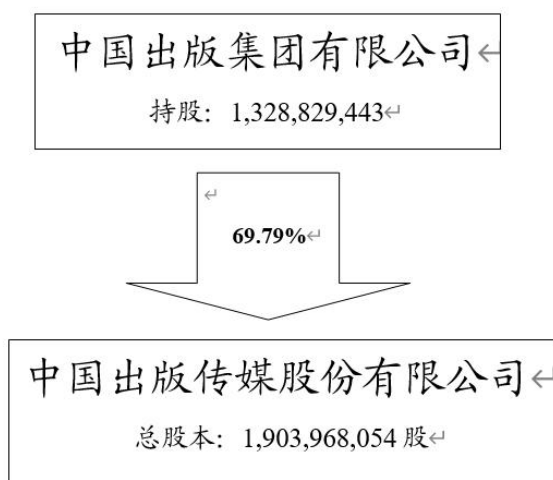 中国出版集团有限公司↵
持股：1,328,829,443↵
↵
69.79%↵
中国出版传媒股份有限公司↵
总股本：1,903,968,054 股↵